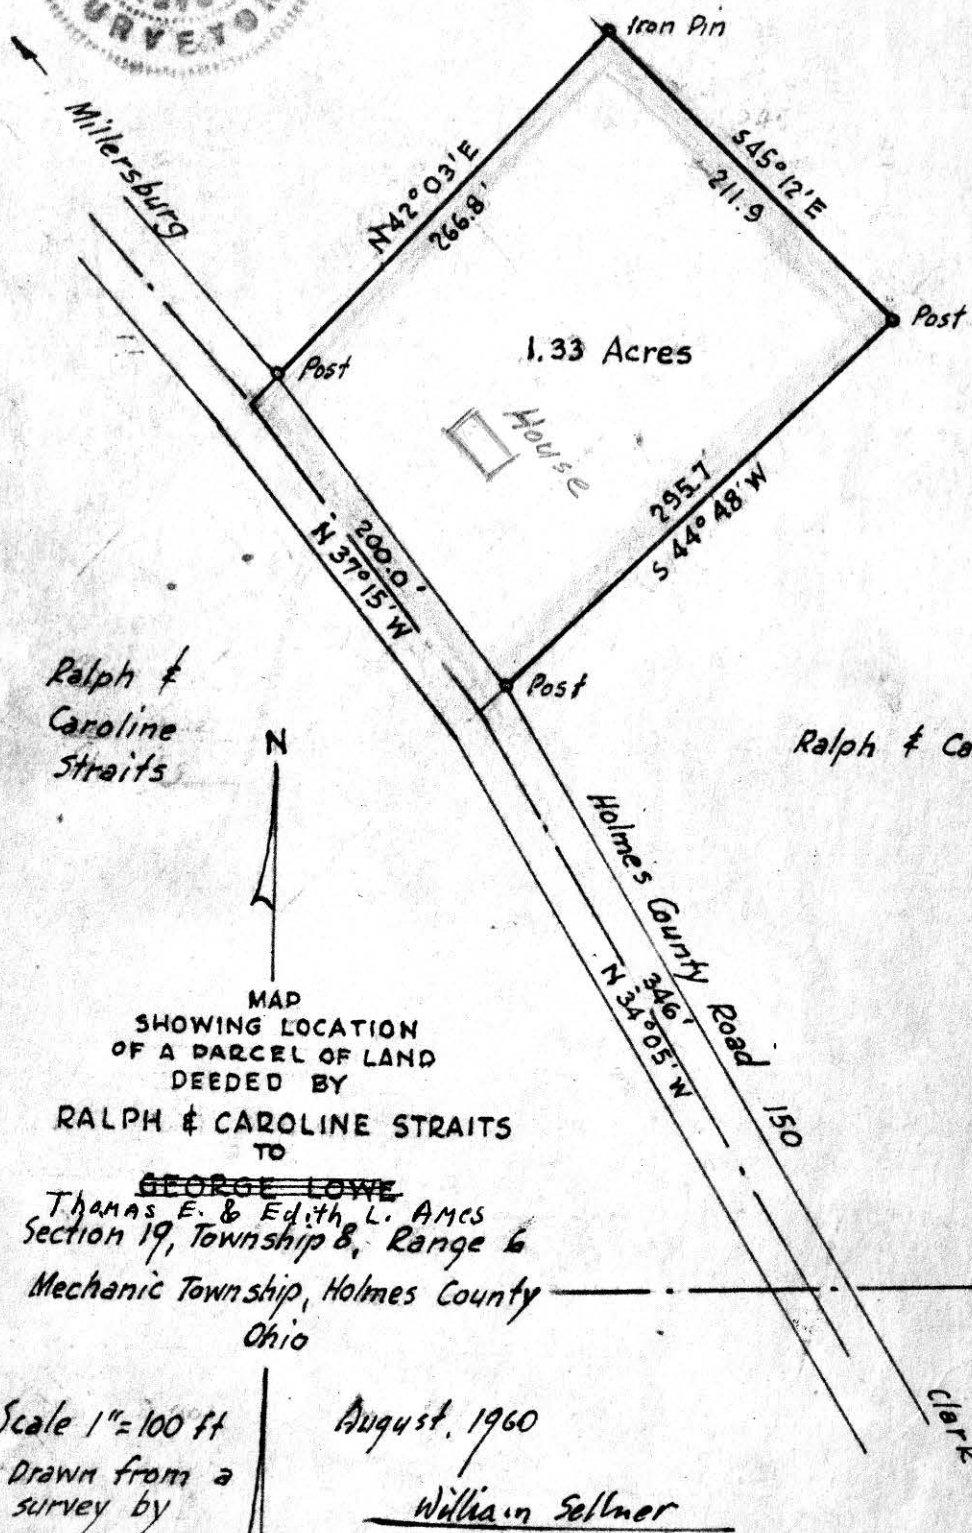 SURVEYOR
Iron Pin
Millersburg
N 42° 03' E
266.8'
S 45° 12' E
211.9
Post
1.33 Acres
Post
House
295.7'
S 44° 48' W
200.0'
N 37° 15' W
Post
Ralph &
Caroline
Straits
N
Ralph & Ca
Holmes County Road 150
346'
N 34° 05' W
MAP
SHOWING LOCATION
OF A PARCEL OF LAND
DEEDED BY
RALPH & CAROLINE STRAITS
TO
GEORGE LOWE
Thomas E. & Edith L. Ames
Section 19, Township 8, Range 6
Mechanic Township, Holmes County
Ohio
Clark
Scale 1"=100 ft
August, 1960
Drawn from a
survey by
William Sellner